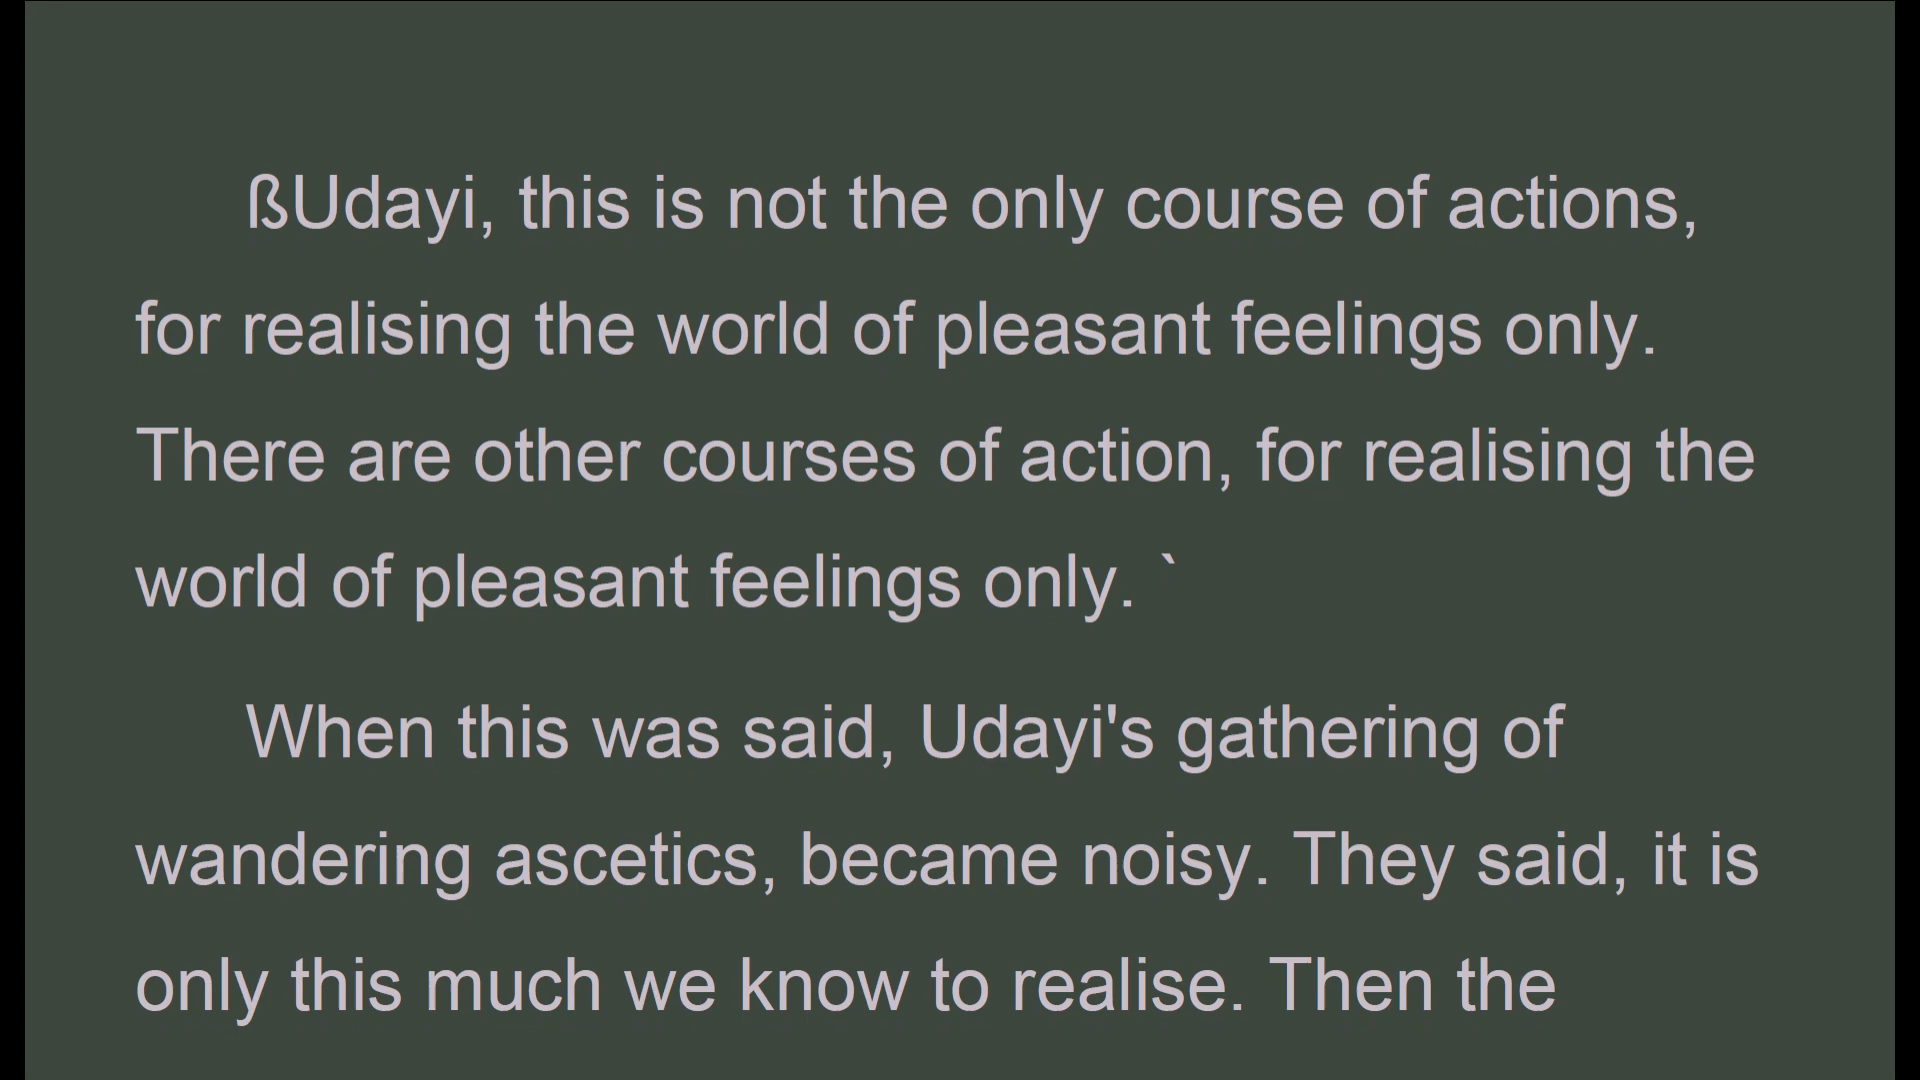 ßUdayi, this is not the only course of actions,
for realising the world of pleasant feelings only.
There are other courses of action, for realising the
world of pleasant feelings only. `
When this was said, Udayi's gathering of
wandering ascetics, became noisy. They said, it is
only this much we know to realise. Then the